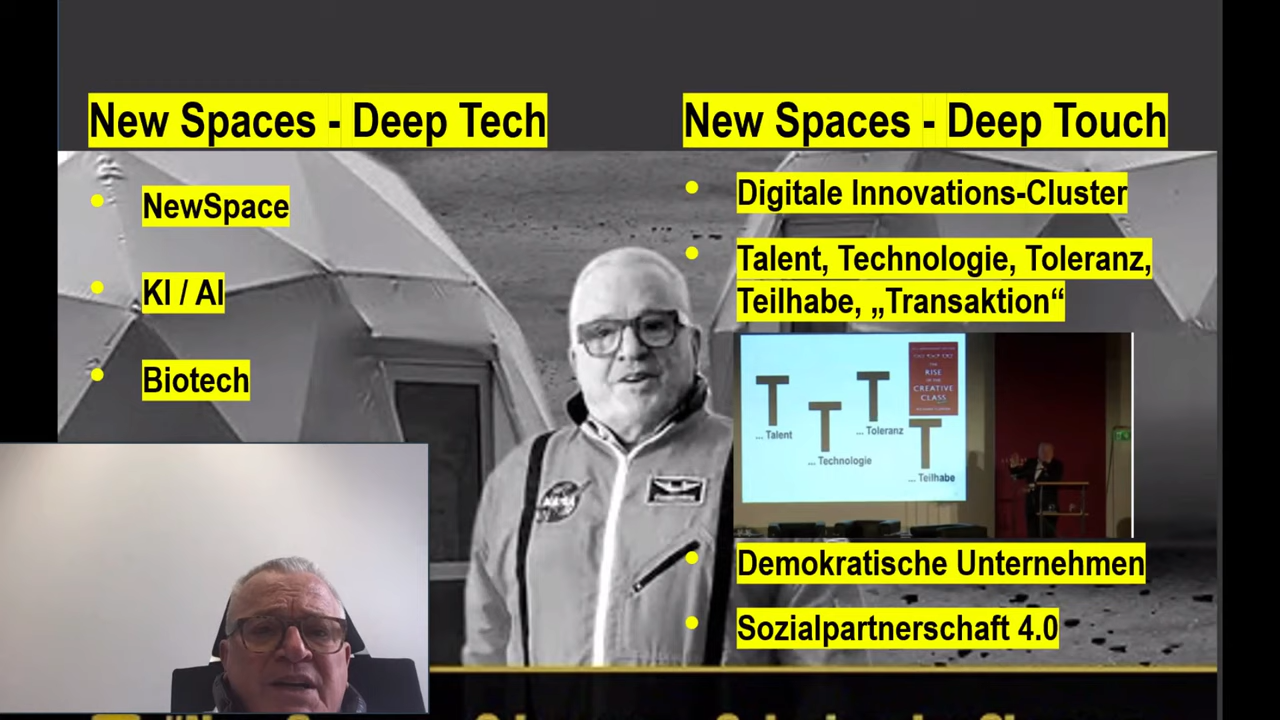 New Spaces - Deep Tech
NewSpace
KI / AI
Biotech
New Spaces - Deep Touch
Digitale Innovations-Cluster
Talent, Technologie, Toleranz,
Teilhabe, „Transaktion“
THE
RISE
OF THE
CREATIVE
CLASS
... Talent
... Toleranz
... Technologie
... Teilhabe
NASA
Demokratische Unternehmen
Sozialpartnerschaft 4.0